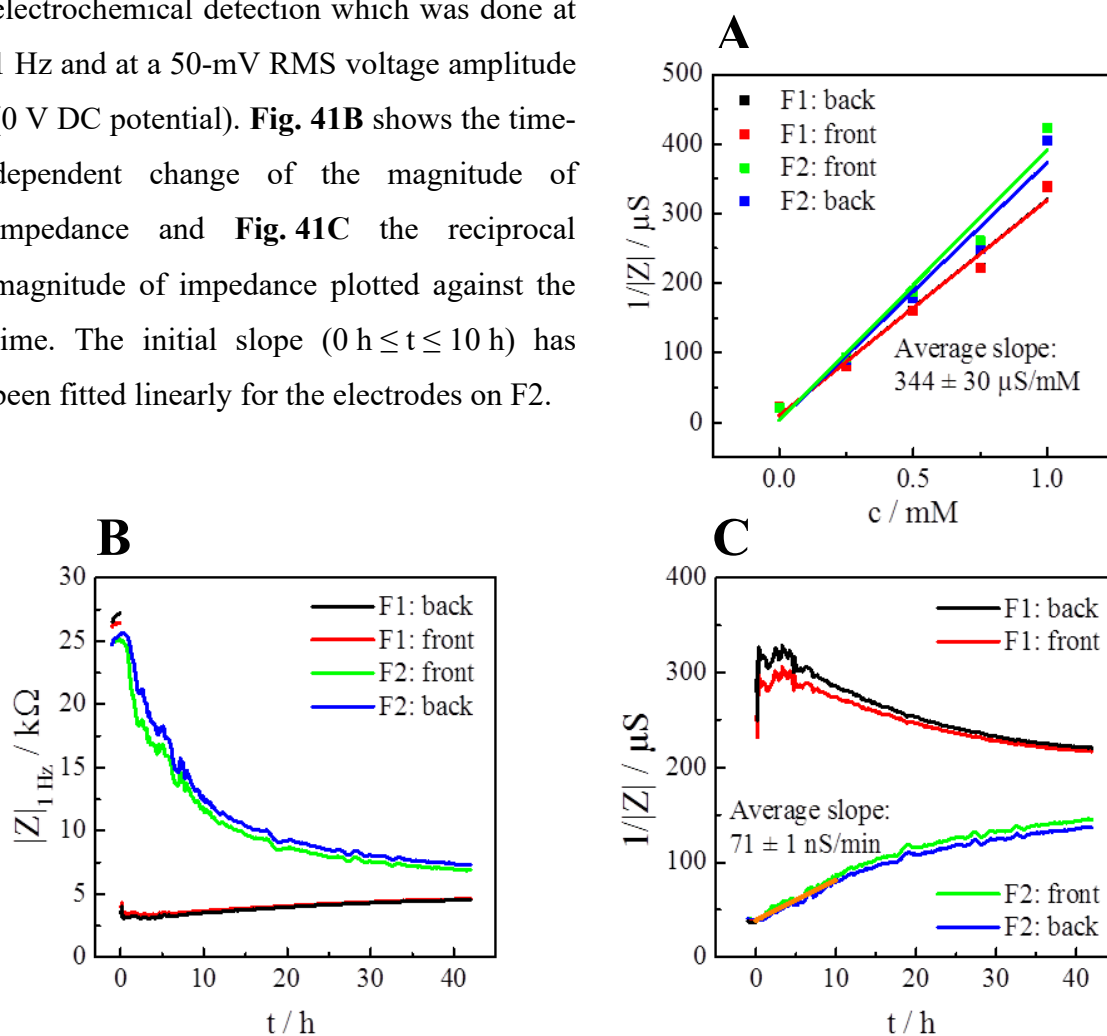 electrochemical detection which was done at
1 Hz and at a 50-mV RMS voltage amplitude
(0 V DC potential). Fig. 41B shows the time-
dependent change of the magnitude of
impedance and Fig. 41C the reciprocal
magnitude of impedance plotted against the
time. The initial slope (0 h ≤ t ≤ 10 h) has
been fitted linearly for the electrodes on F2.
A
500
400
300
200
100
0
1/|Z| / µS
F1: back
F1: front
F2: front
F2: back
Average slope:
344 ± 30 µS/mM
0.0 0.5 1.0
c / mM
B
30
25
20
15
10
5
0
|Z|1 Hz / kΩ
F1: back
F1: front
F2: front
F2: back
0 10 20 30 40
t / h
C
400
300
200
100
0
1/|Z| / µS
F1: back
F1: front
Average slope:
71 ± 1 nS/min
F2: front
F2: back
0 10 20 30 40
t / h